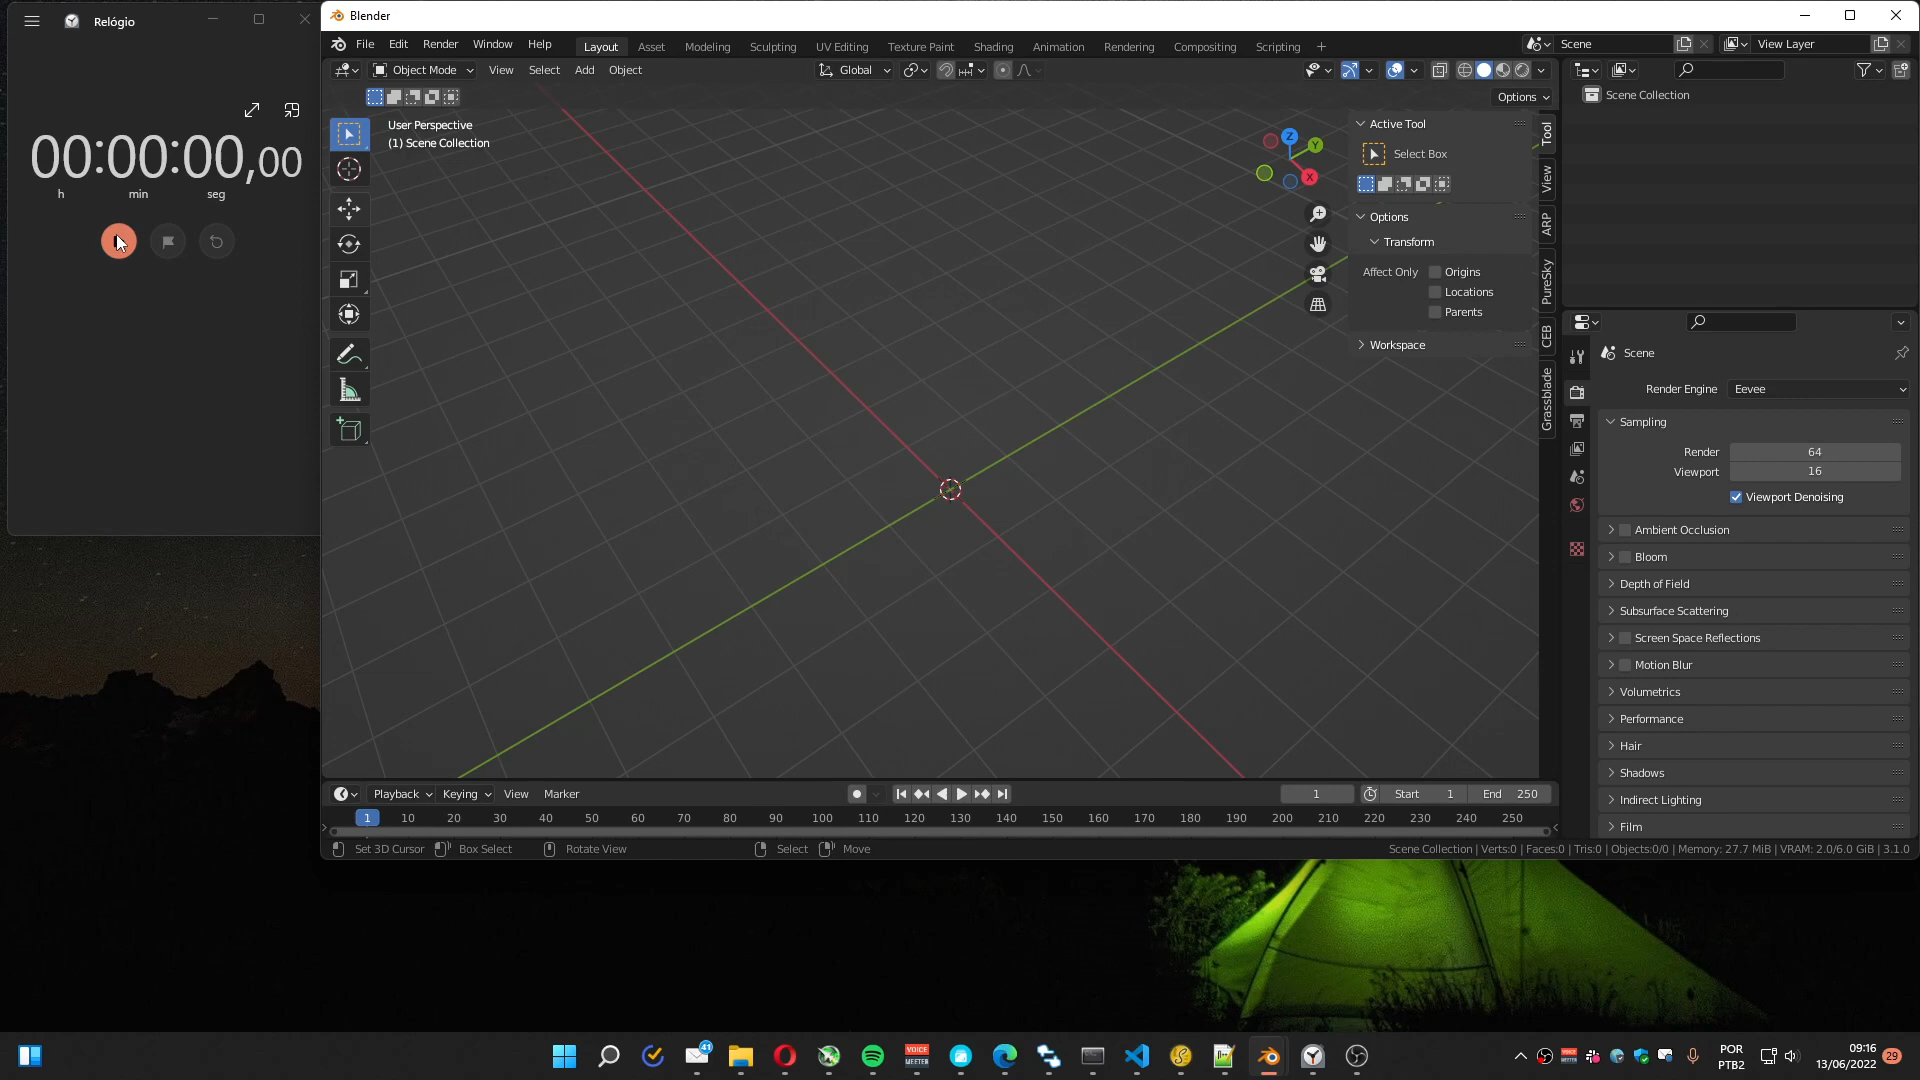 Relógio
00:00:00,00
h min seg
Blender
File Edit Render Window Help
Layout Asset Modeling Sculpting UV Editing Texture Paint Shading Animation Rendering Compositing Scripting +
Scene
View Layer
Object Mode View Select Add Object
Global
Options
User Perspective
(1) Scene Collection
Z
Y
X
Active Tool
Select Box
Options
Transform
Affect Only Origins
Locations
Parents
Workspace
Tool
View
ARP
PureSky
CEB
Grassblade
Scene Collection
Scene
Render Engine Eevee
Sampling
Render 64
Viewport 16
Viewport Denoising
Ambient Occlusion
Bloom
Depth of Field
Subsurface Scattering
Screen Space Reflections
Motion Blur
Volumetrics
Performance
Hair
Shadows
Indirect Lighting
Film
Playback Keying View Marker
1 Start 1 End 250
1 10 20 30 40 50 60 70 80 90 100 110 120 130 140 150 160 170 180 190 200 210 220 230 240 250
Set 3D Cursor Box Select Rotate View Select Move
Scene Collection | Verts:0 | Faces:0 | Tris:0 | Objects:0/0 | Memory: 27.7 MiB | VRAM: 2.0/6.0 GiB | 3.1.0
41
VOICE
MEETER
POR
PTB2
09:16
13/06/2022
29